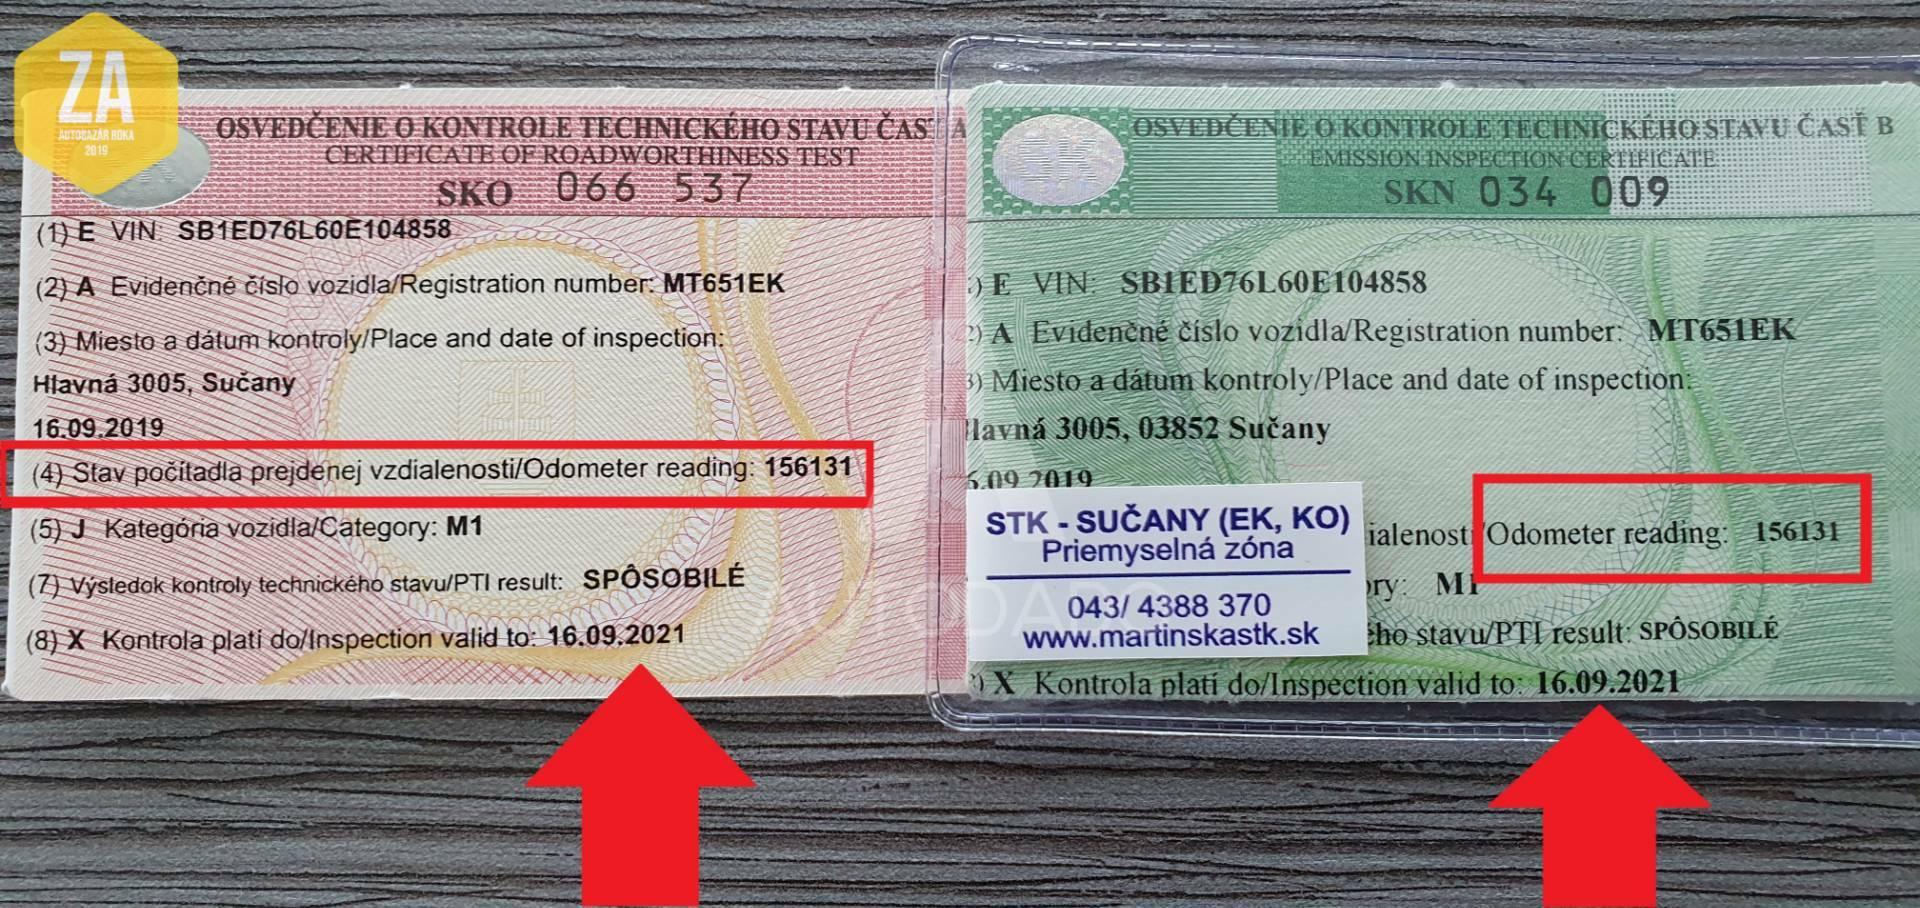 ZA
AUTOBAZÁR ROKA
2019
OSVEDČENIE O KONTROLE TECHNICKÉHO STAVU ČASŤ A
CERTIFICATE OF ROADWORTHINESS TEST
SKO 066 537
(1) E VIN: SB1ED76L60E104858
(2) A Evidenčné číslo vozidla/Registration number: MT651EK
(3) Miesto a dátum kontroly/Place and date of inspection:
Hlavná 3005, Sučany
16.09.2019
(4) Stav počítadla prejdenej vzdialenosti/Odometer reading: 156131
(5) J Kategória vozidla/Category: M1
(7) Výsledok kontroly technického stavu/PTI result: SPÔSOBILÉ
(8) X Kontrola platí do/Inspection valid to: 16.09.2021
OSVEDČENIE O KONTROLE TECHNICKÉHO STAVU ČASŤ B
EMISSION INSPECTION CERTIFICATE
SKN 034 009
) E VIN: SB1ED76L60E104858
) A Evidenčné číslo vozidla/Registration number: MT651EK
) Miesto a dátum kontroly/Place and date of inspection:
Hlavná 3005, 03852 Sučany
6.09.2019
ialenosti/Odometer reading: 156131
ry: M1
ého stavu/PTI result: SPÔSOBILÉ
) X Kontrola platí do/Inspection valid to: 16.09.2021
STK - SUČANY (EK, KO)
Priemyselná zóna
043/ 4388 370
www.martinskastk.sk